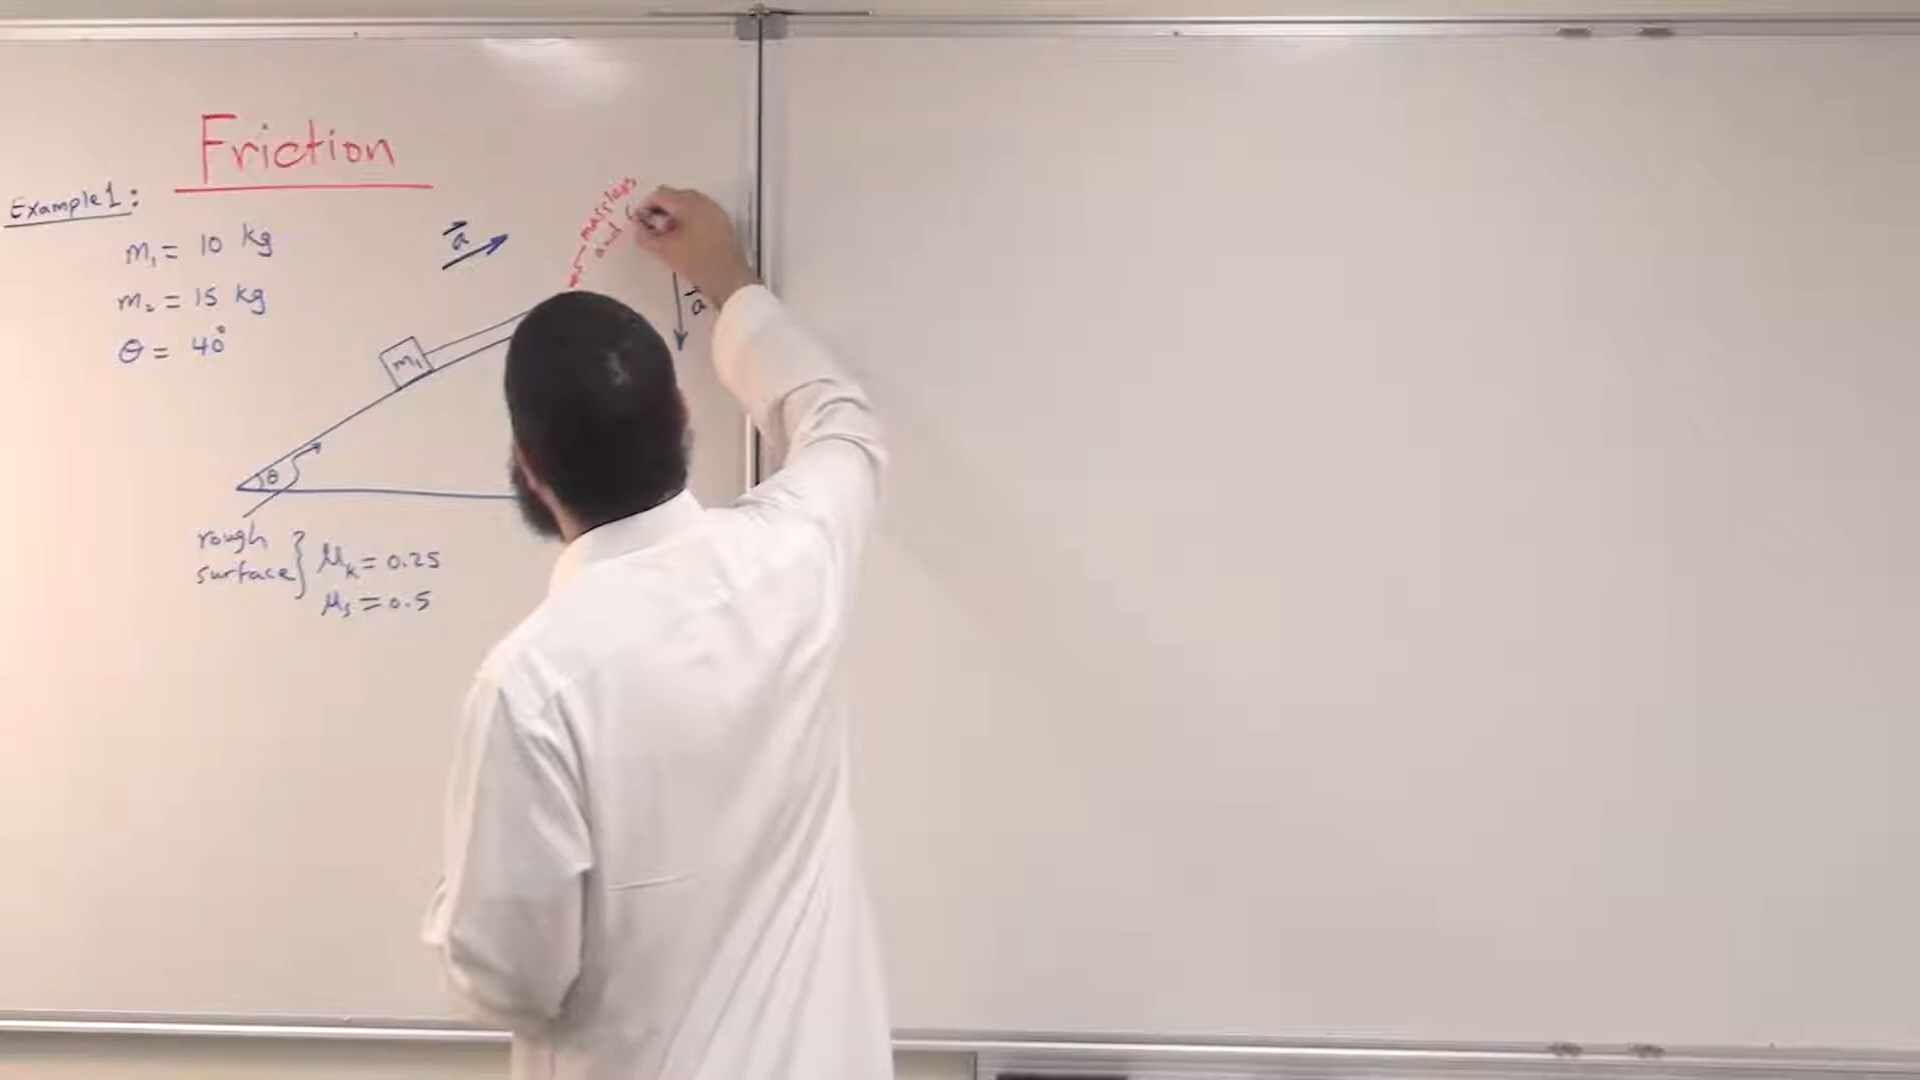 Friction
Example 1:
m₁ = 10 kg
m₂ = 15 kg
θ = 40°
a
massless
and
a
m₁
θ
rough
surface } μₖ = 0.25
μₛ = 0.5